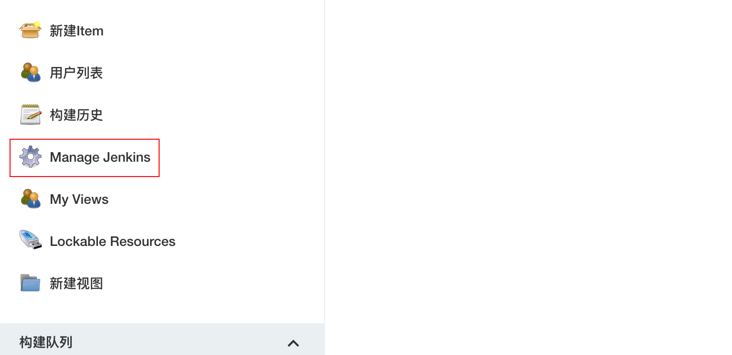 新建Item
用户列表
构建历史
Manage Jenkins
My Views
Lockable Resources
新建视图
构建队列